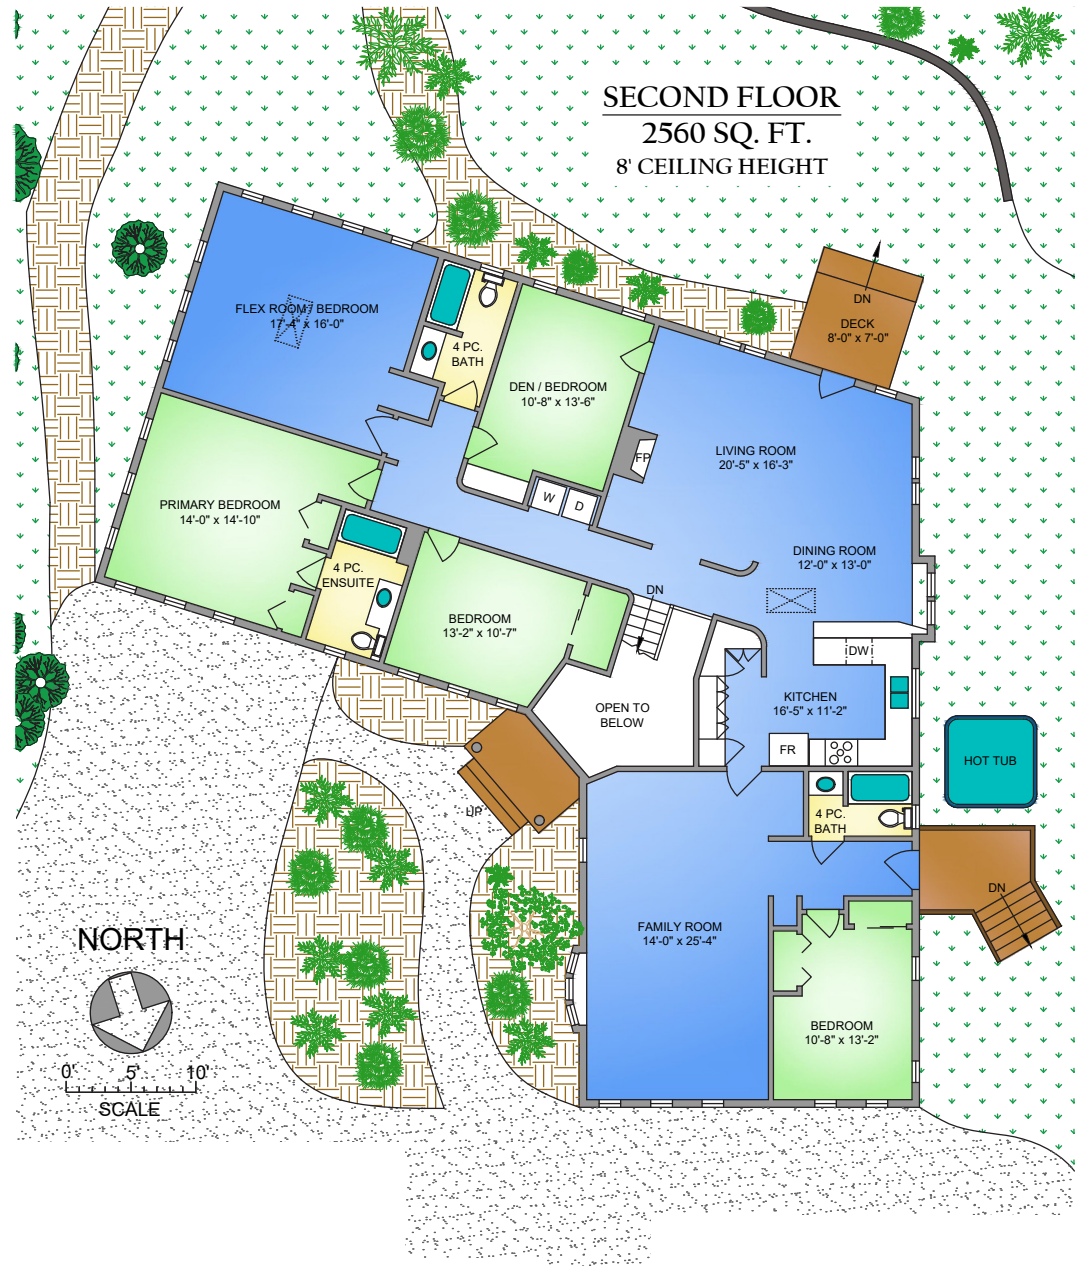 SECOND FLOOR
2560 SQ. FT.
8' CEILING HEIGHT
DN
DECK
8'-0" x 7'-0"
FLEX ROOM / BEDROOM
17'-4" x 16'-0"
4 PC.
BATH
DEN / BEDROOM
10'-8" x 13'-6"
FP
LIVING ROOM
20'-5" x 16'-3"
PRIMARY BEDROOM
14'-0" x 14'-10"
W
D
4 PC.
ENSUITE
DINING ROOM
12'-0" x 13'-0"
DN
BEDROOM
13'-2" x 10'-7"
DW
OPEN TO
BELOW
KITCHEN
16'-5" x 11'-2"
FR
HOT TUB
UP
4 PC.
BATH
DN
FAMILY ROOM
14'-0" x 25'-4"
NORTH
BEDROOM
10'-8" x 13'-2"
0' 5' 10'
SCALE